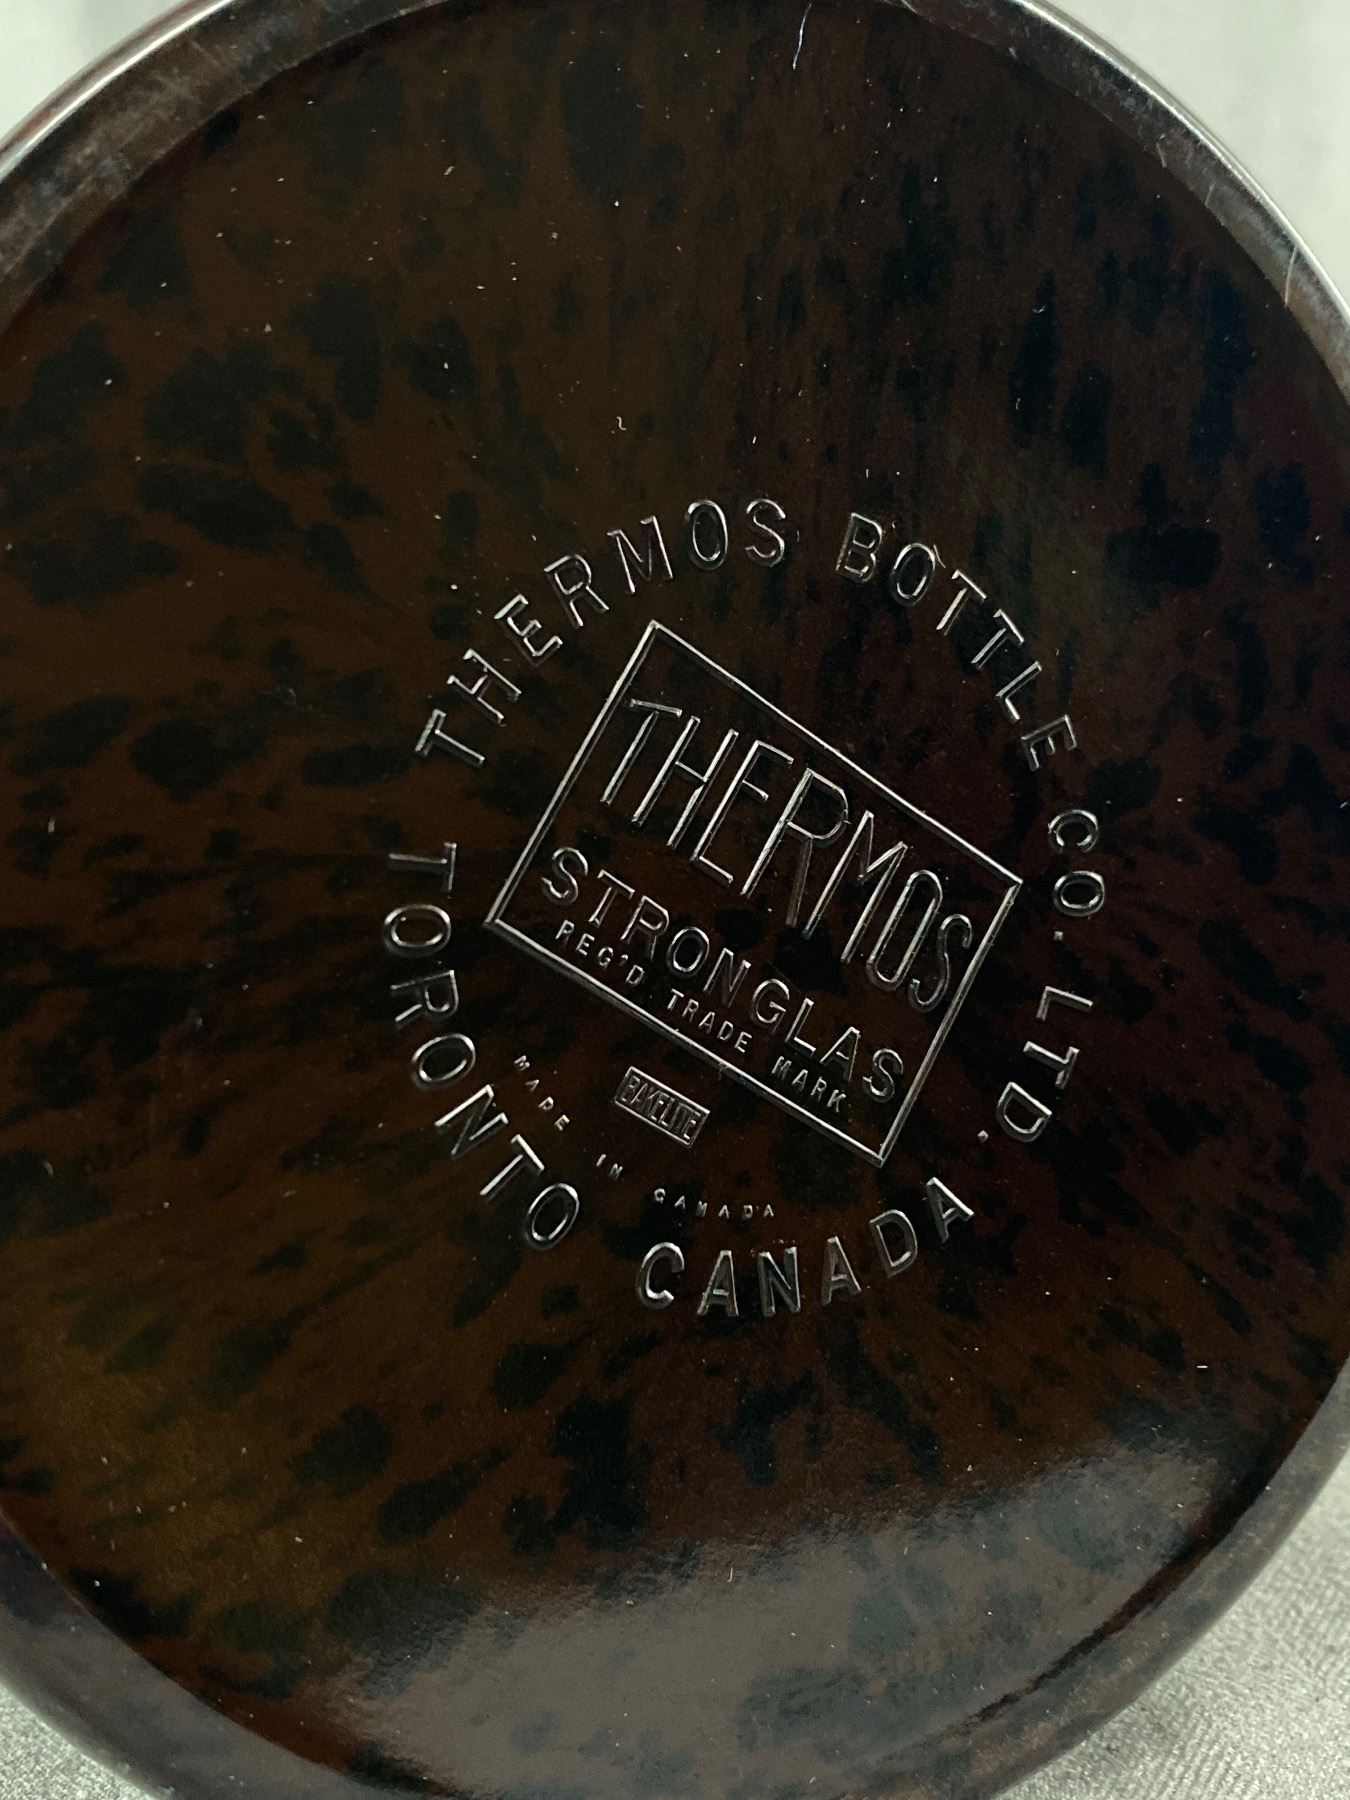 THERMOS BOTTLE CO. LTD.
THERMOS
STRONGLAS
REG'D TRADE MARK
BAKELITE
MADE IN CANADA
TORONTO CANADA